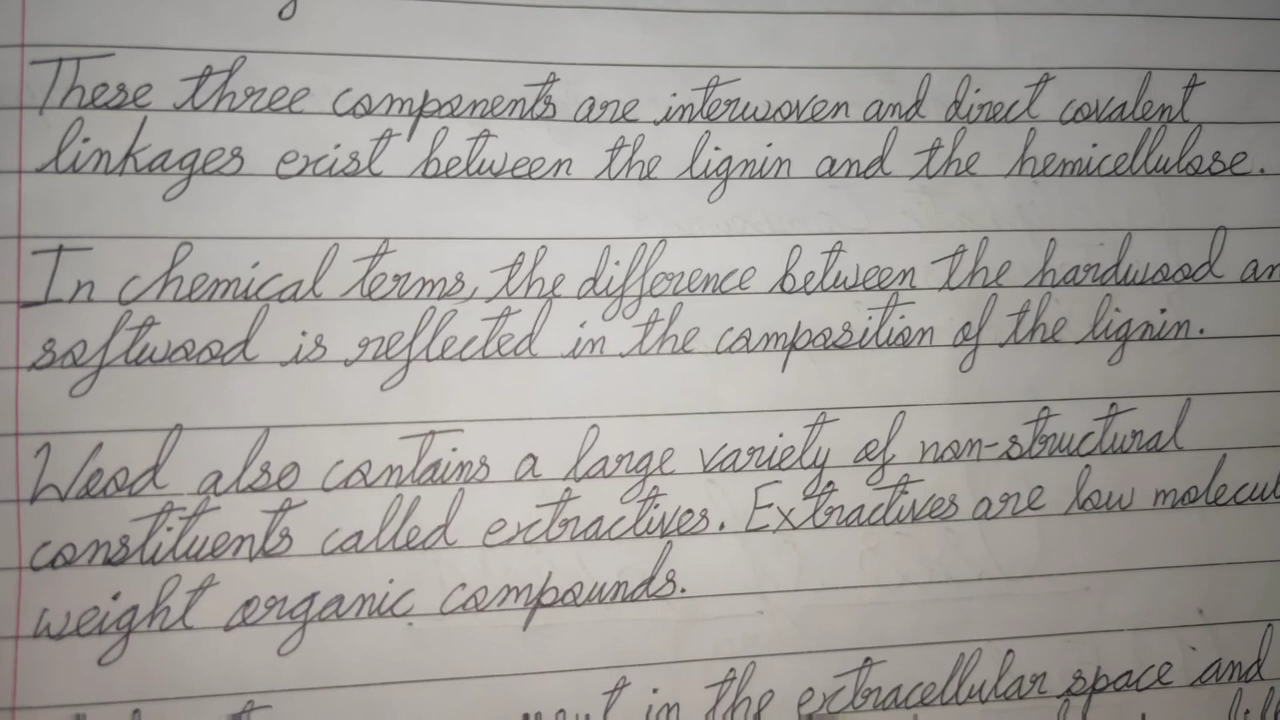 These three components are interwoven and direct covalent
linkages exist between the lignin and the hemicellulose.
In chemical terms, the difference between the hardwood an
softwood is reflected in the composition of the lignin.
Wood also contains a large variety of non-structural
constituents called extractives. Extractives are low molecul
weight organic compounds.
in the extracellular space and